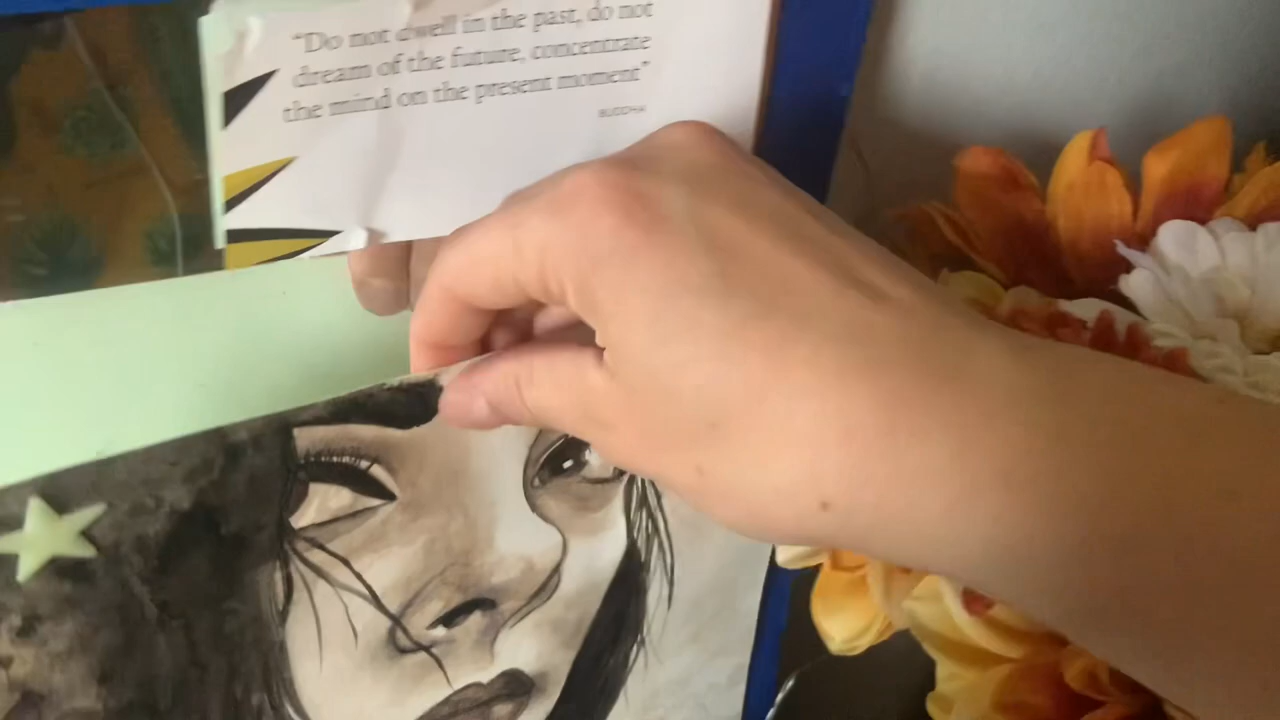 “Do not dwell in the past, do not
dream of the future, concentrate
the mind on the present moment”
BUDDHA